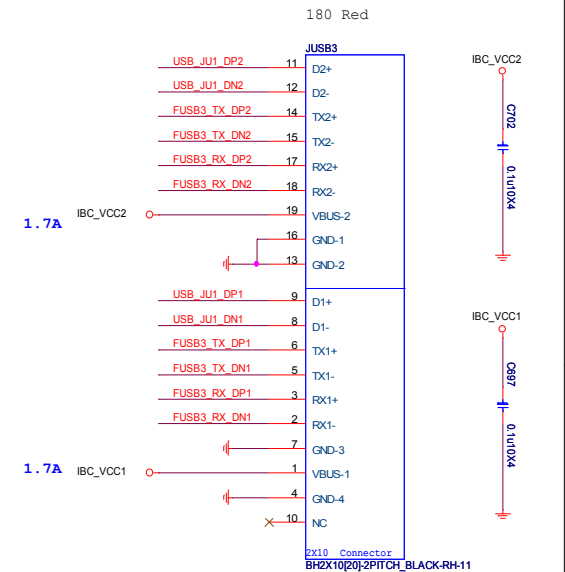 180 Red
JUSB3
USB_JU1_DP2 11 D2+
USB_JU1_DN2 12 D2-
FUSB3_TX_DP2 14 TX2+
FUSB3_TX_DN2 15 TX2-
FUSB3_RX_DP2 17 RX2+
FUSB3_RX_DN2 18 RX2-
1.7A IBC_VCC2 19 VBUS-2
16 GND-1
13 GND-2
USB_JU1_DP1 9 D1+
USB_JU1_DN1 8 D1-
FUSB3_TX_DP1 6 TX1+
FUSB3_TX_DN1 5 TX1-
FUSB3_RX_DP1 3 RX1+
FUSB3_RX_DN1 2 RX1-
7 GND-3
1.7A IBC_VCC1 1 VBUS-1
4 GND-4
10 NC
2X10 Connector
BH2X10[20]-2PITCH_BLACK-RH-11
IBC_VCC2
C702
0.1u10X4
IBC_VCC1
C697
0.1u10X4